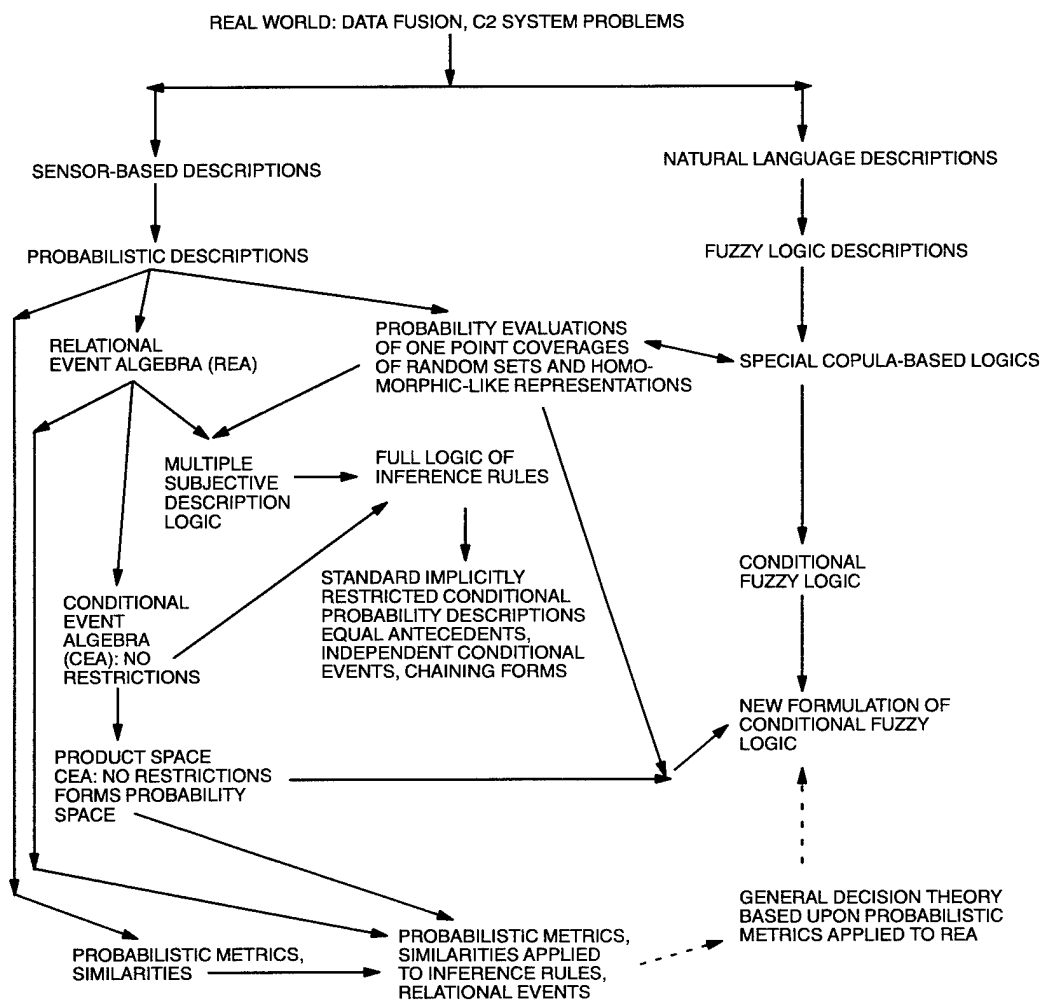 REAL WORLD: DATA FUSION, C2 SYSTEM PROBLEMS
SENSOR-BASED DESCRIPTIONS
NATURAL LANGUAGE DESCRIPTIONS
PROBABILISTIC DESCRIPTIONS
FUZZY LOGIC DESCRIPTIONS
RELATIONAL
EVENT ALGEBRA (REA)
PROBABILITY EVALUATIONS
OF ONE POINT COVERAGES
OF RANDOM SETS AND HOMO-
MORPHIC-LIKE REPRESENTATIONS
SPECIAL COPULA-BASED LOGICS
MULTIPLE
SUBJECTIVE
DESCRIPTION
LOGIC
FULL LOGIC OF
INFERENCE RULES
STANDARD IMPLICITLY
RESTRICTED CONDITIONAL
PROBABILITY DESCRIPTIONS
EQUAL ANTECEDENTS,
INDEPENDENT CONDITIONAL
EVENTS, CHAINING FORMS
CONDITIONAL
FUZZY LOGIC
CONDITIONAL
EVENT
ALGEBRA
(CEA): NO
RESTRICTIONS
NEW FORMULATION OF
CONDITIONAL FUZZY
LOGIC
PRODUCT SPACE
CEA: NO RESTRICTIONS
FORMS PROBABILITY
SPACE
GENERAL DECISION THEORY
BASED UPON PROBABILISTIC
METRICS APPLIED TO REA
PROBABILISTIC METRICS,
SIMILARITIES
PROBABILISTIC METRICS,
SIMILARITIES APPLIED
TO INFERENCE RULES,
RELATIONAL EVENTS